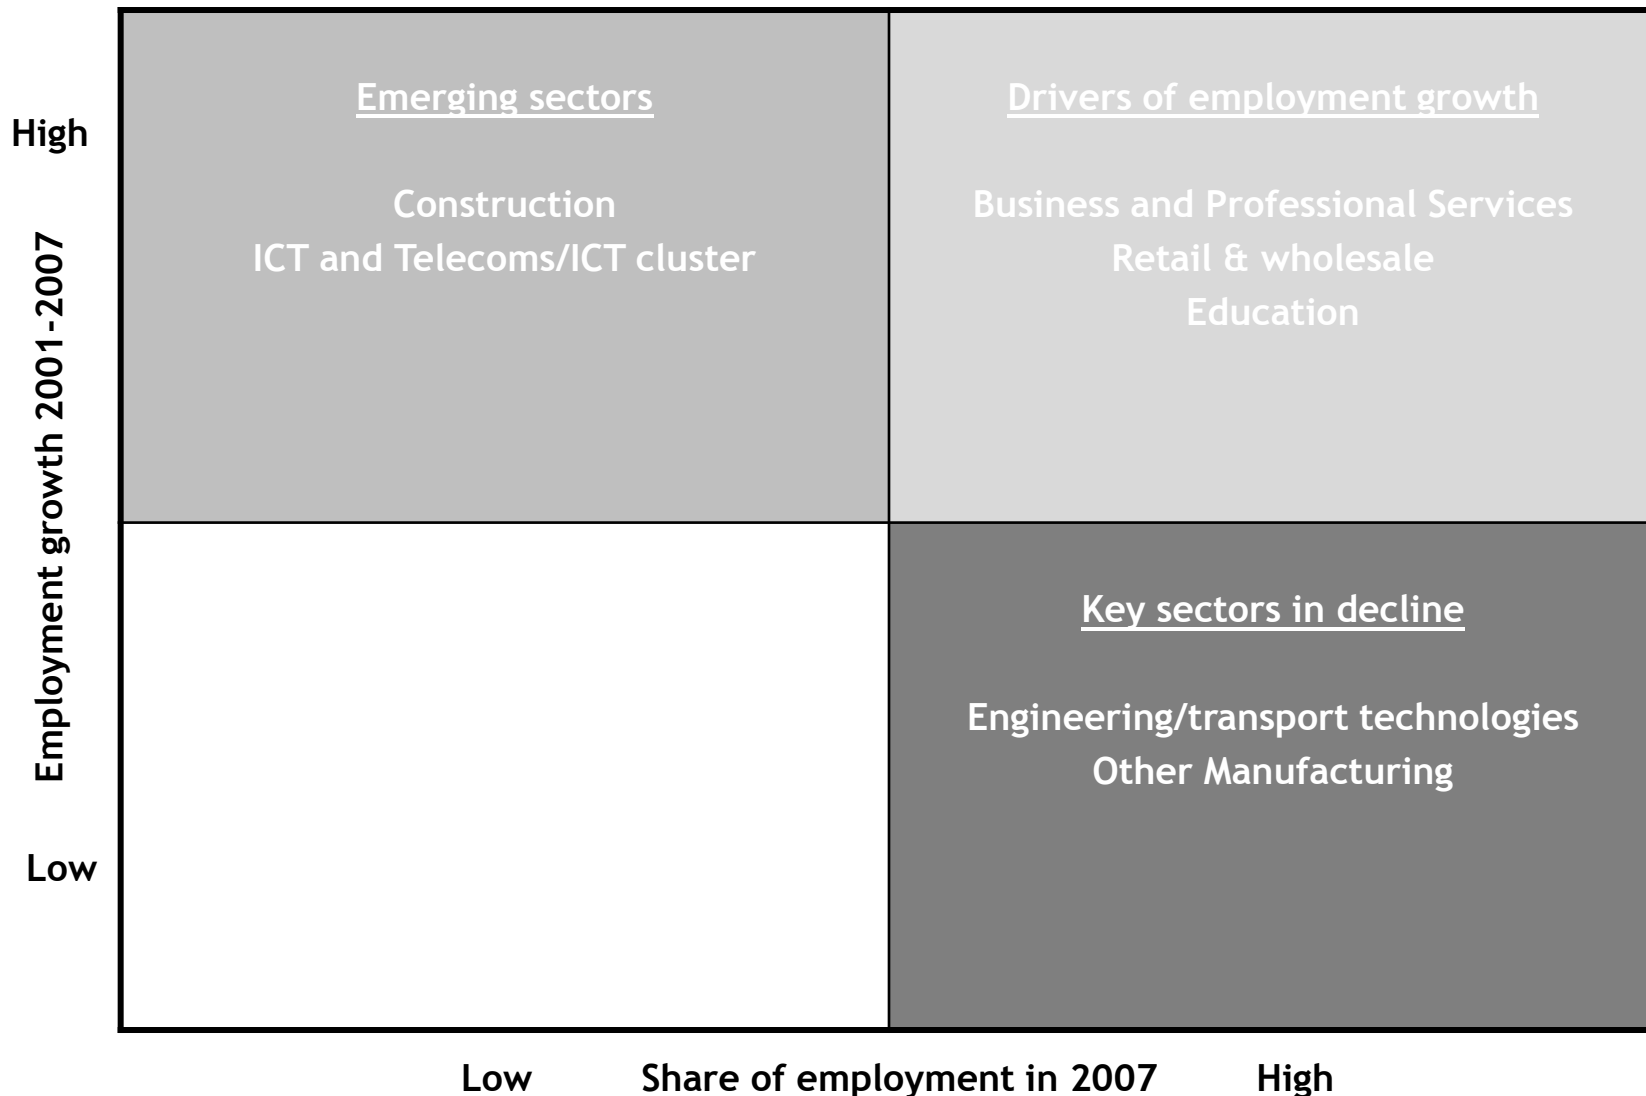 Emerging sectors
Construction
ICT and Telecoms/ICT cluster
Drivers of employment growth
Business and Professional Services
Retail & wholesale
Education
Key sectors in decline
Engineering/transport technologies
Other Manufacturing
High
Employment growth 2001-2007
Low
Low
Share of employment in 2007
High